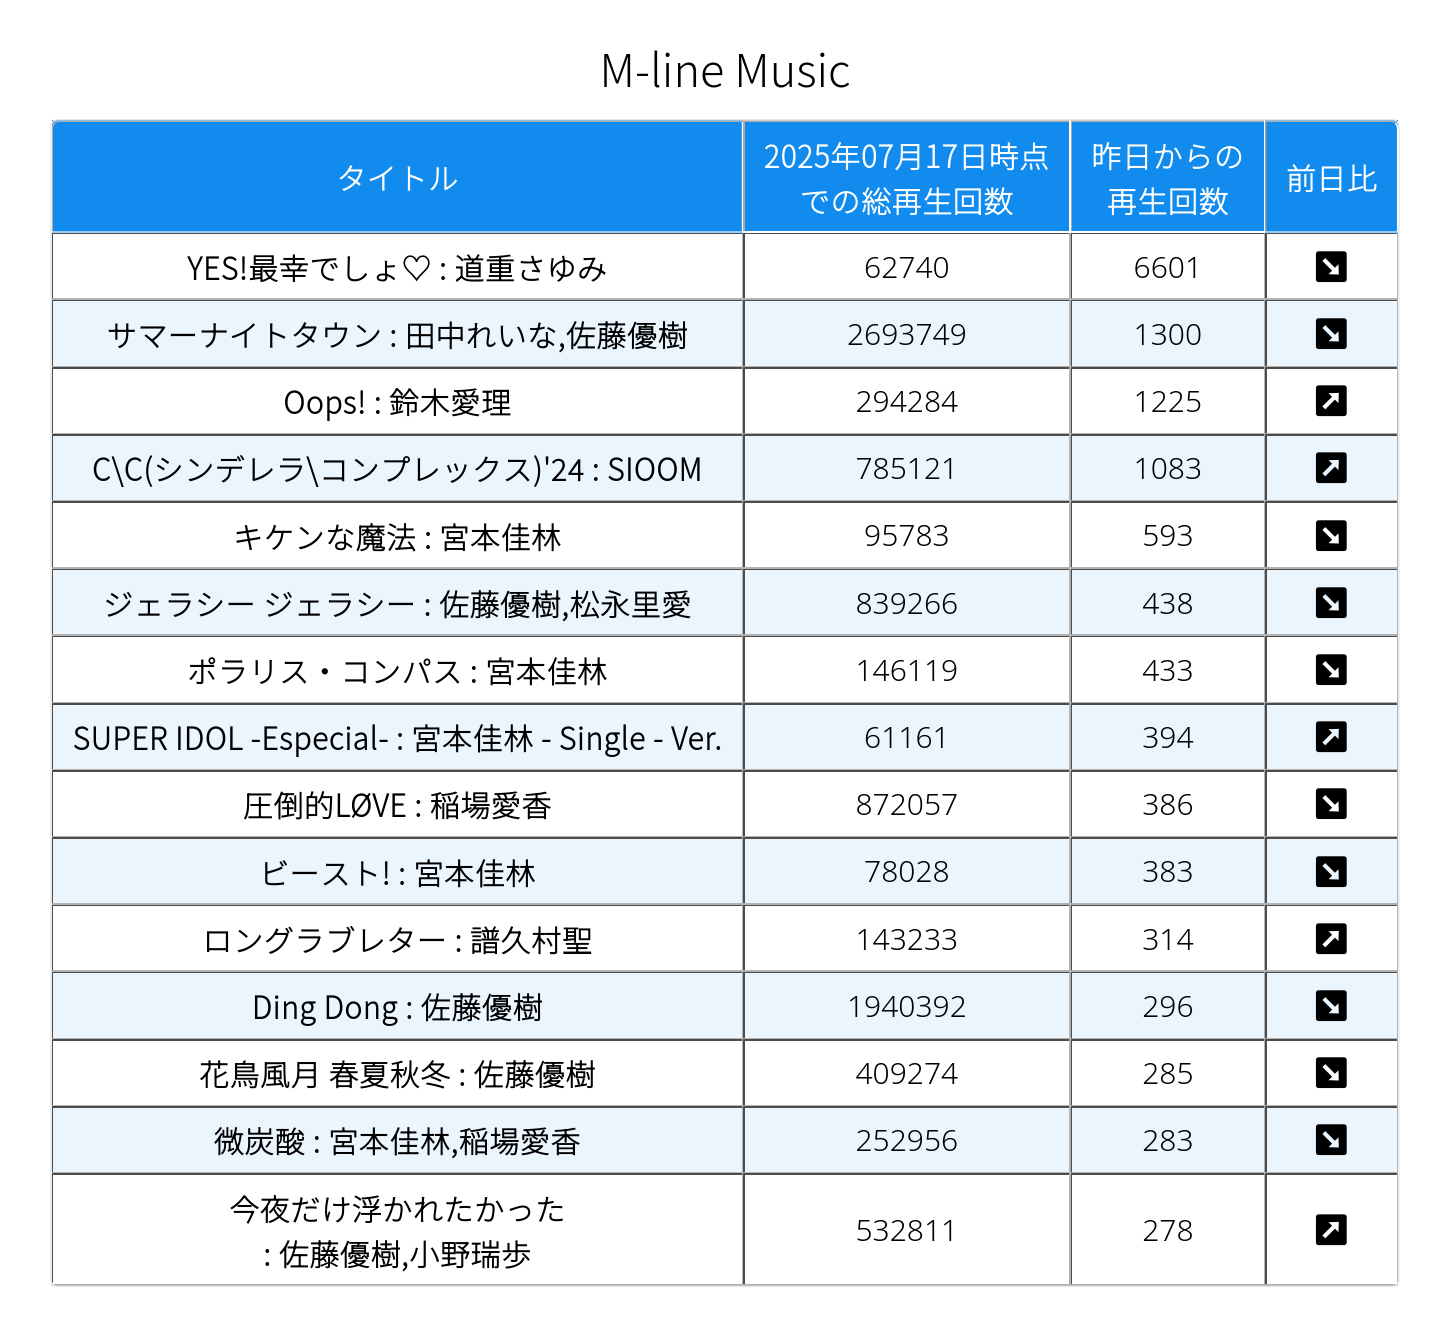 M-line Music
タイトル
2025年07月17日時点
での総再生回数
昨日からの
再生回数
前日比
YES!最幸でしょ♡ : 道重さゆみ 62740 6601 ↘
サマーナイトタウン : 田中れいな,佐藤優樹 2693749 1300 ↘
Oops! : 鈴木愛理 294284 1225 ↗
C\C(シンデレラ\コンプレックス)'24 : SIOOM 785121 1083 ↗
キケンな魔法 : 宮本佳林 95783 593 ↘
ジェラシー ジェラシー : 佐藤優樹,松永里愛 839266 438 ↘
ポラリス・コンパス : 宮本佳林 146119 433 ↘
SUPER IDOL -Especial- : 宮本佳林 - Single - Ver. 61161 394 ↗
圧倒的LØVE : 稲場愛香 872057 386 ↘
ビースト! : 宮本佳林 78028 383 ↘
ロングラブレター : 譜久村聖 143233 314 ↗
Ding Dong : 佐藤優樹 1940392 296 ↘
花鳥風月 春夏秋冬 : 佐藤優樹 409274 285 ↘
微炭酸 : 宮本佳林,稲場愛香 252956 283 ↘
今夜だけ浮かれたかった
: 佐藤優樹,小野瑞歩 532811 278 ↗